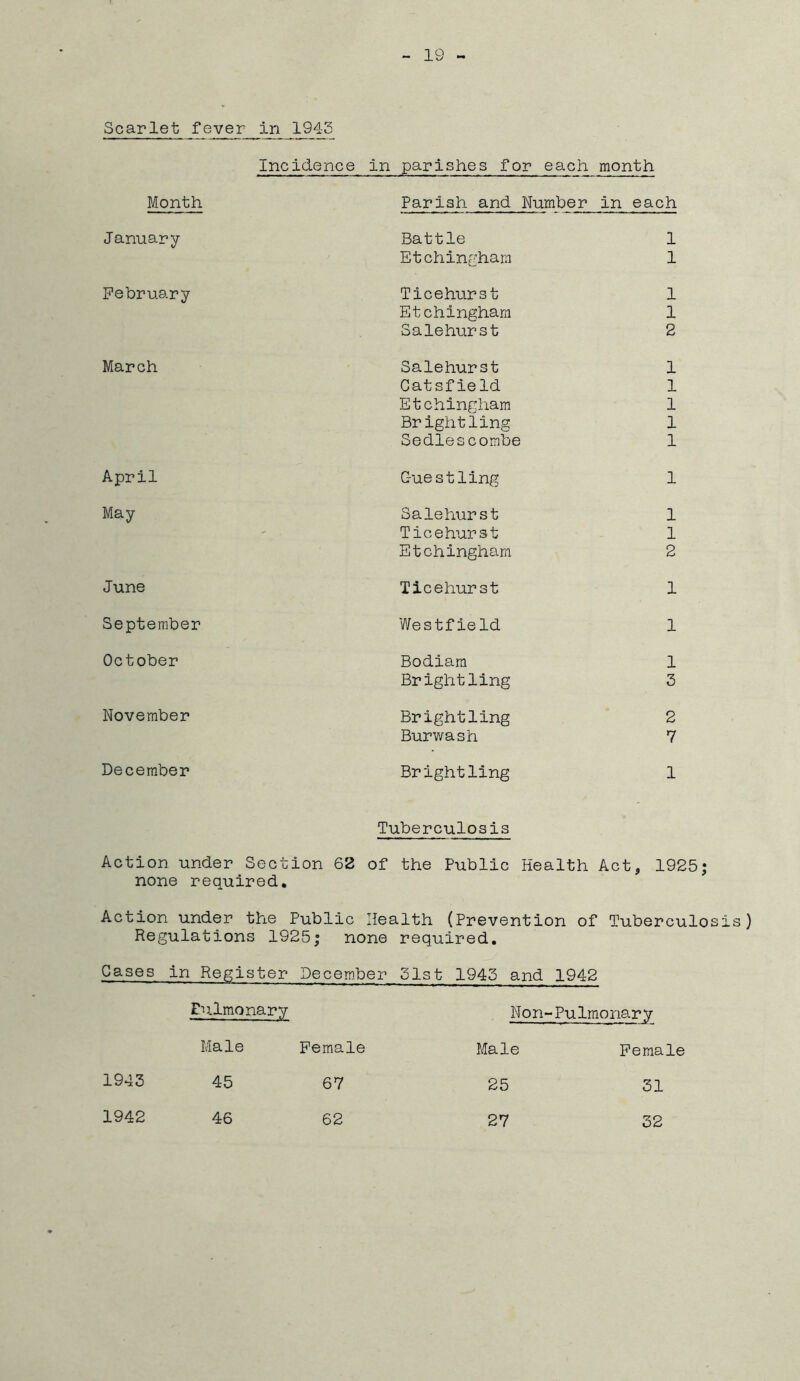 - 19 -
Scarlet fever in 1943
Incidence in parishes for each month
Month Parish and Number in each
January Battle 1
Etchingham 1
February Ticehurst 1
Etchingham 1
Salehurst 2
March Salehurst 1
Catsfield 1
Etchingham 1
Brightling 1
Sedlescombe 1
April Guestling 1
May Salehurst 1
Ticehurst 1
Etchingham 2
June Ticehurst 1
September Westfield 1
October Bodiam 1
Brightling 3
November Brightling 2
Burwash 7
December Brightling 1
Tuberculosis
Action under Section 62 of the Public Health Act, 1925;
none required.
Action under the Public Health (Prevention of Tuberculosis)
Regulations 1925; none required.
Cases in Register December 31st 1943 and 1942
Pulmonary Non-Pulmonary
Male Female Male Female
1943 45 67 25 31
1942 46 62 27 32